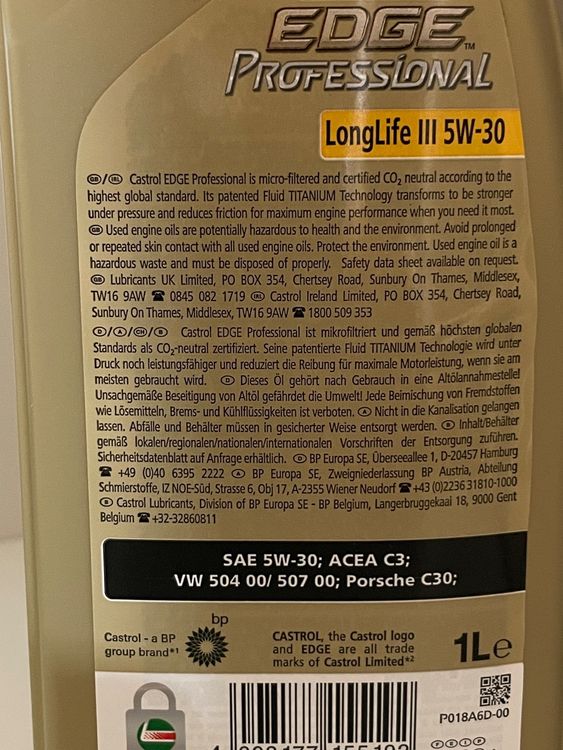 EDGE™
PROFESSIONAL
LongLife III 5W-30
GB/IRL Castrol EDGE Professional is micro-filtered and certified CO₂ neutral according to the
highest global standard. Its patented Fluid TITANIUM Technology transforms to be stronger
under pressure and reduces friction for maximum engine performance when you need it most.
GB Used engine oils are potentially hazardous to health and the environment. Avoid prolonged
or repeated skin contact with all used engine oils. Protect the environment. Used engine oil is a
hazardous waste and must be disposed of properly. Safety data sheet available on request.
GB Lubricants UK Limited, PO BOX 354, Chertsey Road, Sunbury On Thames, Middlesex,
TW16 9AW ☎ 0845 082 1719 IRL Castrol Ireland Limited, PO BOX 354, Chertsey Road,
Sunbury On Thames, Middlesex, TW16 9AW ☎ 1800 509 353
D/A/CH/B Castrol EDGE Professional ist mikrofiltriert und gemäß höchsten globalen
Standards als CO₂-neutral zertifiziert. Seine patentierte Fluid TITANIUM Technologie wird unter
Druck noch leistungsfähiger und reduziert die Reibung für maximale Motorleistung, wenn sie am
meisten gebraucht wird. D Dieses Öl gehört nach Gebrauch in eine Altölannahmestelle!
Unsachgemäße Beseitigung von Altöl gefährdet die Umwelt! Jede Beimischung von Fremdstoffen
wie Lösemitteln, Brems- und Kühlflüssigkeiten ist verboten. A Nicht in die Kanalisation gelangen
lassen. Abfälle und Behälter müssen in gesicherter Weise entsorgt werden. B Inhalt/Behälter
gemäß lokalen/regionalen/nationalen/internationalen Vorschriften der Entsorgung zuführen.
Sicherheitsdatenblatt auf Anfrage erhältlich. D BP Europa SE, Überseeallee 1, D-20457 Hamburg
☎ +49 (0)40 6395 2222 A BP Europa SE, Zweigniederlassung BP Austria, Abteilung
Schmierstoffe, IZ NOE-Süd, Strasse 6, Obj 17, A-2355 Wiener Neudorf ☎ +43 (0)2236 31810-1000
B Castrol Lubricants, Division of BP Europa SE - BP Belgium, Langerbruggekaai 18, 9000 Gent
Belgium ☎ +32-32860811
SAE 5W-30; ACEA C3;
VW 504 00/ 507 00; Porsche C30;
bp
Castrol - a BP
group brand*¹
CASTROL, the Castrol logo
and EDGE are all trade
marks of Castrol Limited*²
1L e
P018A6D-00